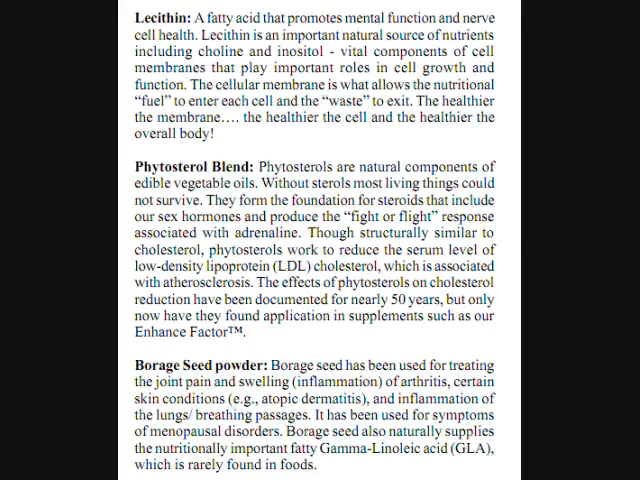 Lecithin: A fatty acid that promotes mental function and nerve
cell health. Lecithin is an important natural source of nutrients
including choline and inositol - vital components of cell
membranes that play important roles in cell growth and
function. The cellular membrane is what allows the nutritional
“fuel” to enter each cell and the “waste” to exit. The healthier
the membrane…. the healthier the cell and the healthier the
overall body!
Phytosterol Blend: Phytosterols are natural components of
edible vegetable oils. Without sterols most living things could
not survive. They form the foundation for steroids that include
our sex hormones and produce the “fight or flight” response
associated with adrenaline. Though structurally similar to
cholesterol, phytosterols work to reduce the serum level of
low-density lipoprotein (LDL) cholesterol, which is associated
with atherosclerosis. The effects of phytosterols on cholesterol
reduction have been documented for nearly 50 years, but only
now have they found application in supplements such as our
Enhance Factor™.
Borage Seed powder: Borage seed has been used for treating
the joint pain and swelling (inflammation) of arthritis, certain
skin conditions (e.g., atopic dermatitis), and inflammation of
the lungs/ breathing passages. It has been used for symptoms
of menopausal disorders. Borage seed also naturally supplies
the nutritionally important fatty Gamma-Linoleic acid (GLA),
which is rarely found in foods.